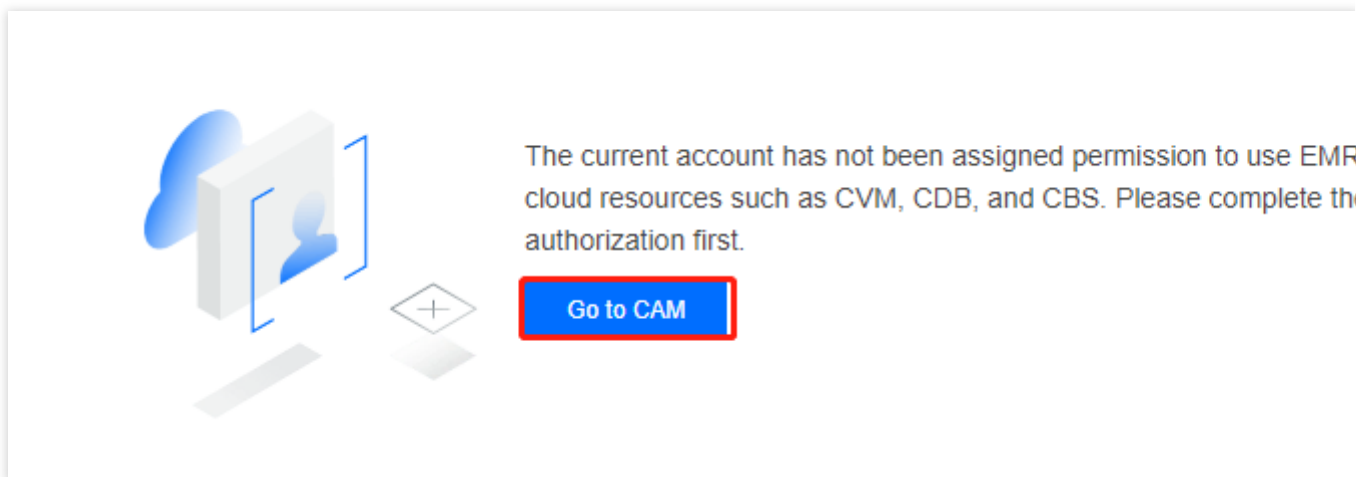 The current account has not been assigned permission to use EMR
cloud resources such as CVM, CDB, and CBS. Please complete the
authorization first.
Go to CAM